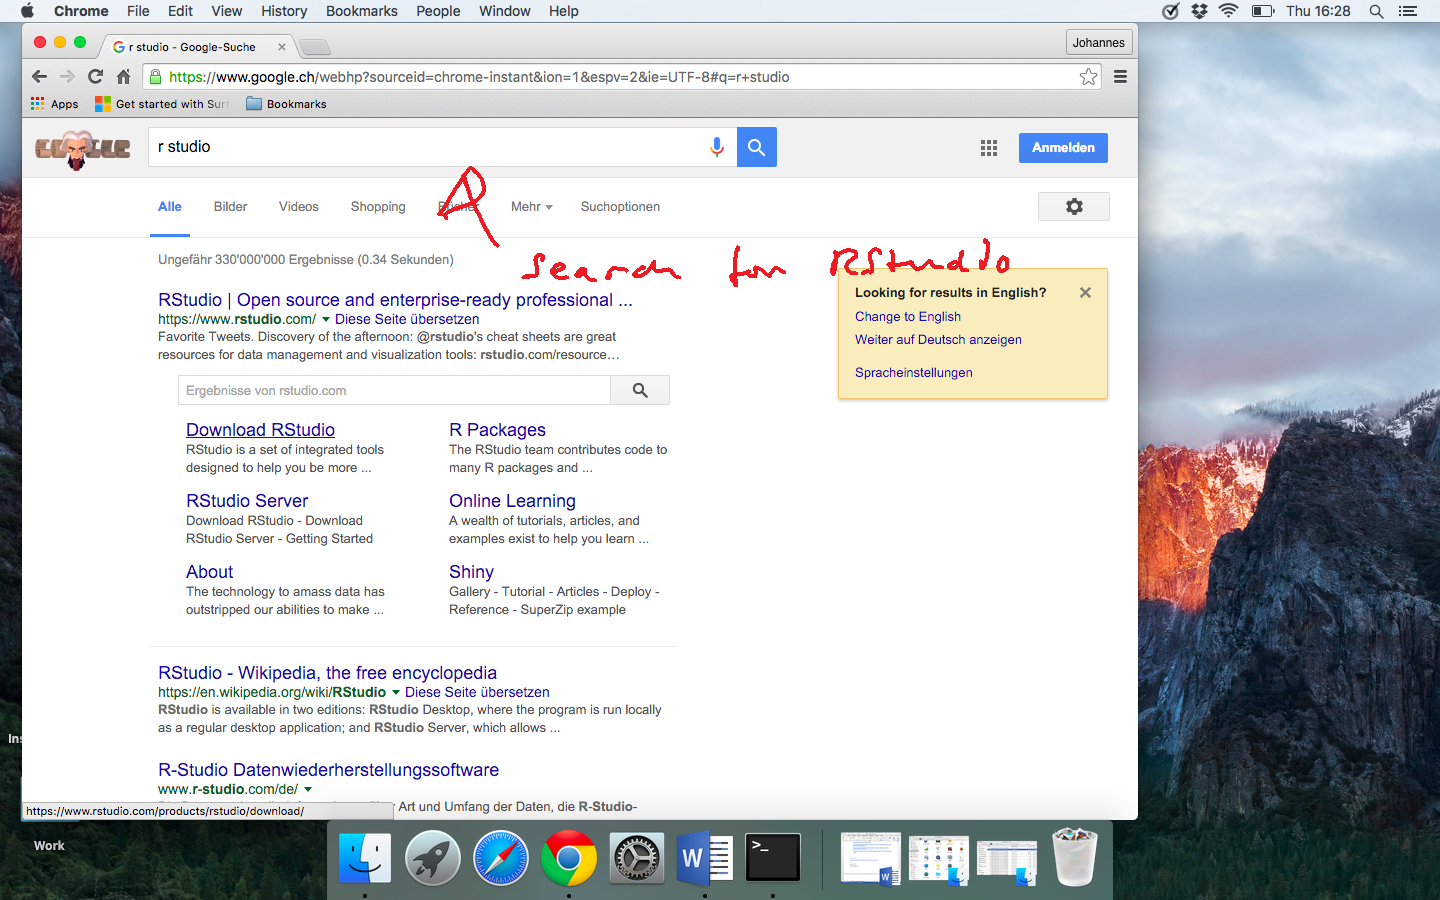 Chrome File Edit View History Bookmarks People Window Help Thu 16:28
r studio - Google-Suche
Johannes
https://www.google.ch/webhp?sourceid=chrome-instant&ion=1&espv=2&ie=UTF-8#q=r+studio
Apps Get started with Surf Bookmarks
r studio
Anmelden
Alle Bilder Videos Shopping Bücher Mehr Suchoptionen
Ungefähr 330'000'000 Ergebnisse (0.34 Sekunden)
search for RStudio
RStudio | Open source and enterprise-ready professional ...
https://www.rstudio.com/ Diese Seite übersetzen
Favorite Tweets. Discovery of the afternoon: @rstudio's cheat sheets are great
resources for data management and visualization tools: rstudio.com/resource…
Looking for results in English?
Change to English
Weiter auf Deutsch anzeigen
Spracheinstellungen
Ergebnisse von rstudio.com
Download RStudio
RStudio is a set of integrated tools
designed to help you be more ...
R Packages
The RStudio team contributes code to
many R packages and ...
RStudio Server
Download RStudio - Download
RStudio Server - Getting Started
Online Learning
A wealth of tutorials, articles, and
examples exist to help you learn ...
About
The technology to amass data has
outstripped our abilities to make ...
Shiny
Gallery - Tutorial - Articles - Deploy -
Reference - SuperZip example
RStudio - Wikipedia, the free encyclopedia
https://en.wikipedia.org/wiki/RStudio Diese Seite übersetzen
RStudio is available in two editions: RStudio Desktop, where the program is run locally
as a regular desktop application; and RStudio Server, which allows ...
R-Studio Datenwiederherstellungssoftware
www.r-studio.com/de/
Art und Umfang der Daten, die R-Studio-
https://www.rstudio.com/products/rstudio/download/
Work